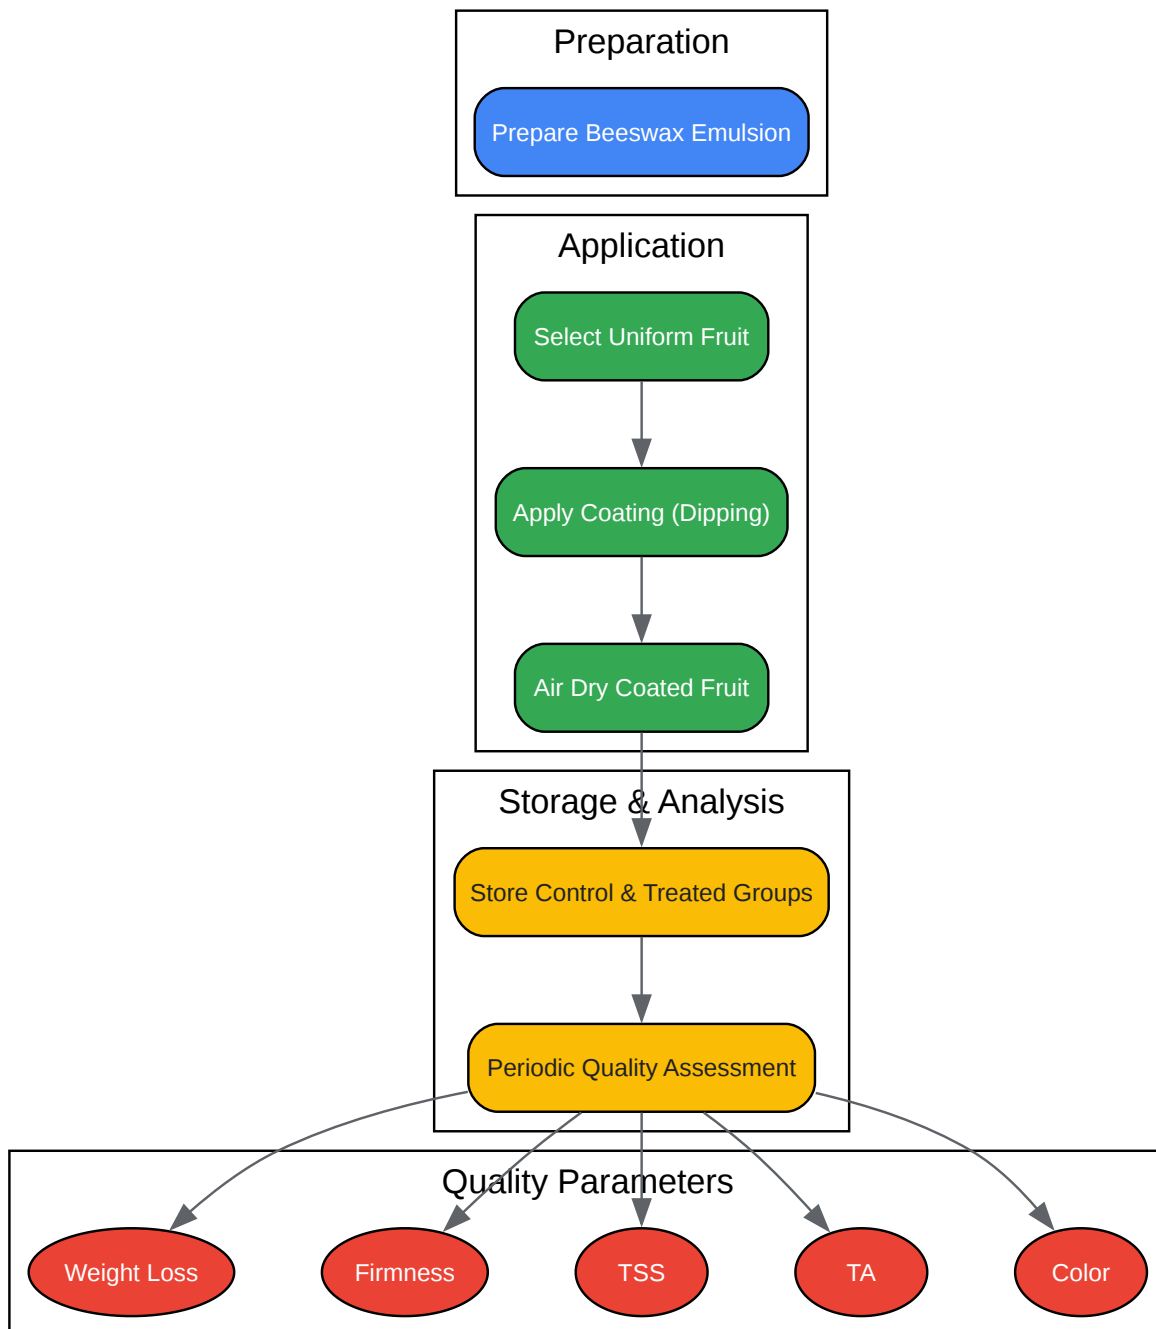 Preparation
Prepare Beeswax Emulsion
Application
Select Uniform Fruit
Apply Coating (Dipping)
Air Dry Coated Fruit
Storage & Analysis
Store Control & Treated Groups
Periodic Quality Assessment
Quality Parameters
Weight Loss
Firmness
TSS
TA
Color